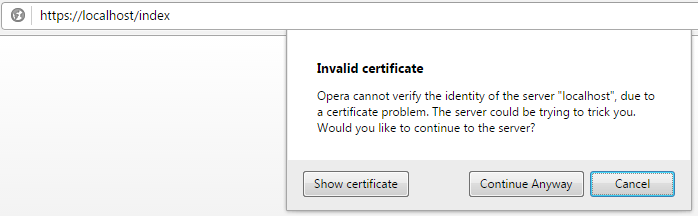 https://localhost/index
Invalid certificate
Opera cannot verify the identity of the server "localhost", due to
a certificate problem. The server could be trying to trick you.
Would you like to continue to the server?
Show certificate
Continue Anyway
Cancel